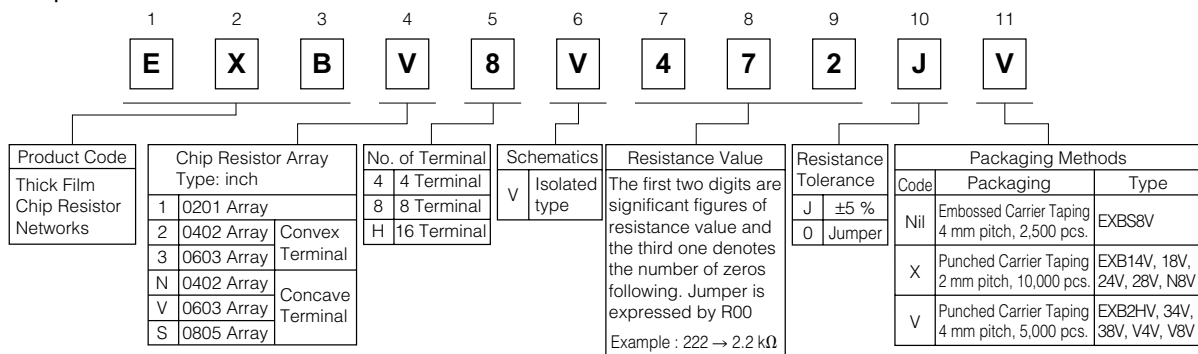 1 2 3 4 5 6 7 8 9 10 11
E X B V 8 V 4 7 2 J V
Product Code
Thick Film
Chip Resistor
Networks
Chip Resistor Array
Type: inch
1 0201 Array
2 0402 Array
3 0603 Array
Convex
Terminal
N 0402 Array
V 0603 Array
S 0805 Array
Concave
Terminal
No. of Terminal
4 4 Terminal
8 8 Terminal
H 16 Terminal
Schematics
V Isolated
type
Resistance Value
The first two digits are
significant figures of
resistance value and
the third one denotes
the number of zeros
following. Jumper is
expressed by R00
Example : 222 → 2.2 kΩ
Resistance
Tolerance
J ±5 %
0 Jumper
Packaging Methods
Code Packaging Type
Nil Embossed Carrier Taping
4 mm pitch, 2,500 pcs.
EXBS8V
X Punched Carrier Taping
2 mm pitch, 10,000 pcs.
EXB14V, 18V,
24V, 28V, N8V
V Punched Carrier Taping
4 mm pitch, 5,000 pcs.
EXB2HV, 34V,
38V, V4V, V8V